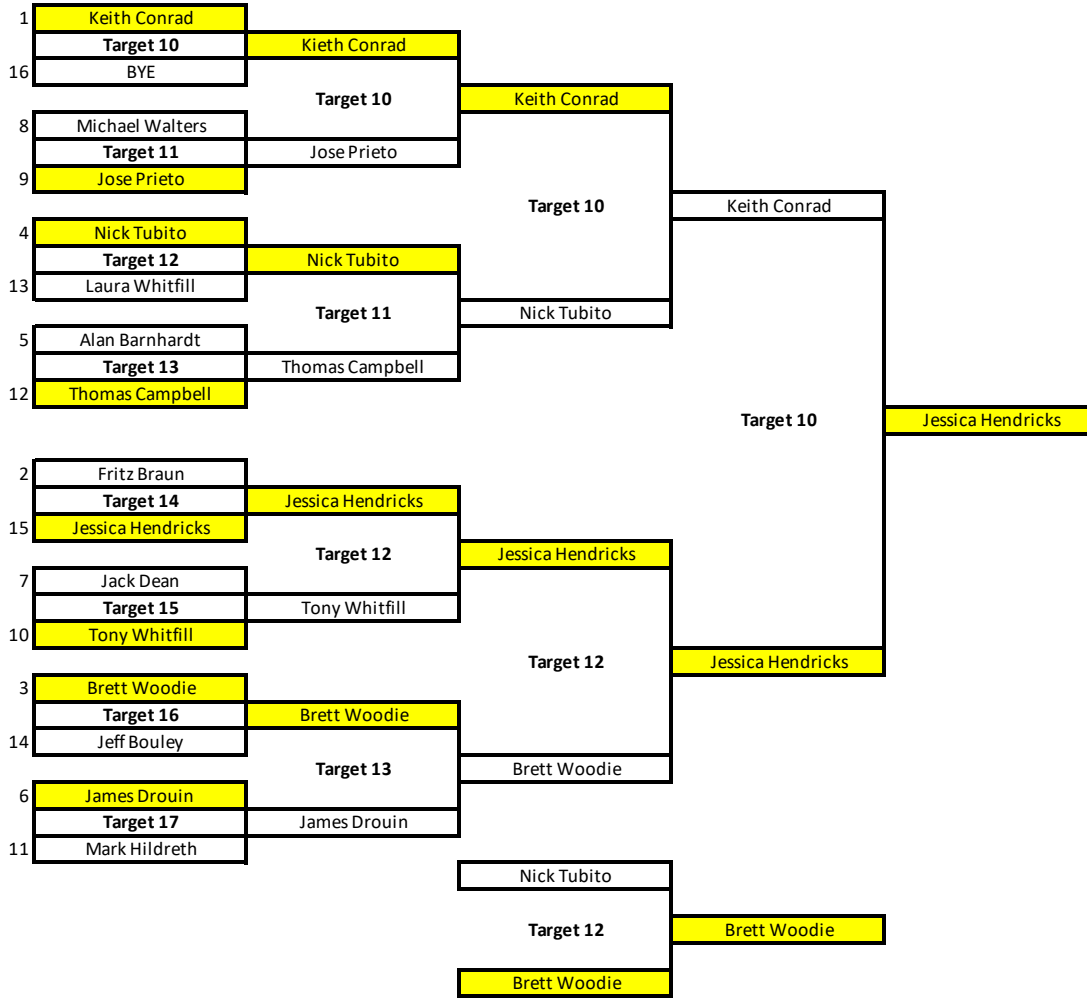 1 Keith Conrad
Target 10 Kieth Conrad
16 BYE
Target 10 Keith Conrad
8 Michael Walters
Target 11 Jose Prieto
9 Jose Prieto
Target 10 Keith Conrad
4 Nick Tubito
Target 12 Nick Tubito
13 Laura Whitfill
Target 11 Nick Tubito
5 Alan Barnhardt
Target 13 Thomas Campbell
12 Thomas Campbell
Target 10 Jessica Hendricks
2 Fritz Braun
Target 14 Jessica Hendricks
15 Jessica Hendricks
Target 12 Jessica Hendricks
7 Jack Dean
Target 15 Tony Whitfill
10 Tony Whitfill
Target 12 Jessica Hendricks
3 Brett Woodie
Target 16 Brett Woodie
14 Jeff Bouley
Target 13 Brett Woodie
6 James Drouin
Target 17 James Drouin
11 Mark Hildreth
Nick Tubito
Target 12 Brett Woodie
Brett Woodie